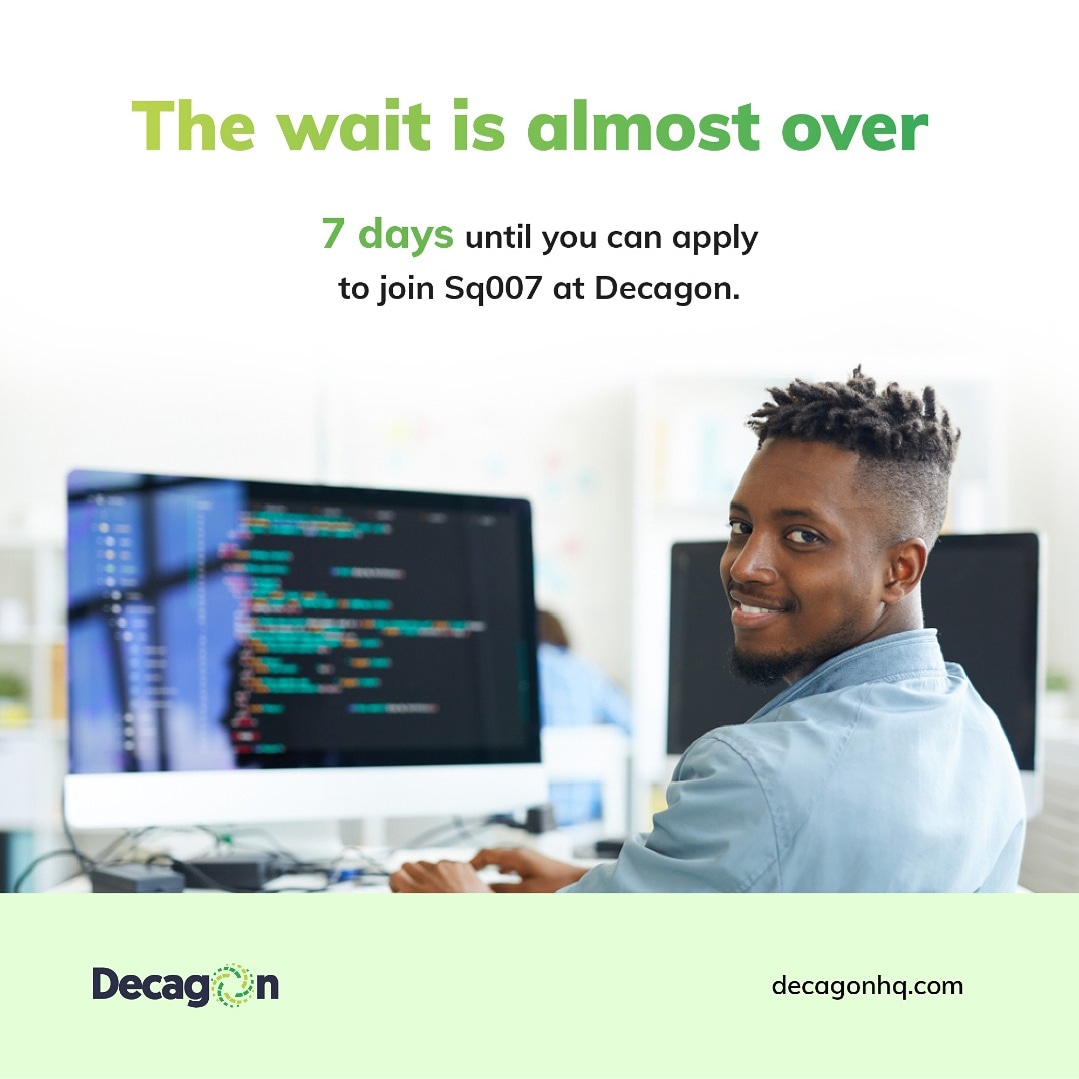 The wait is almost over
7 days until you can apply
to join Sq007 at Decagon.
Decagon
decagonhq.com